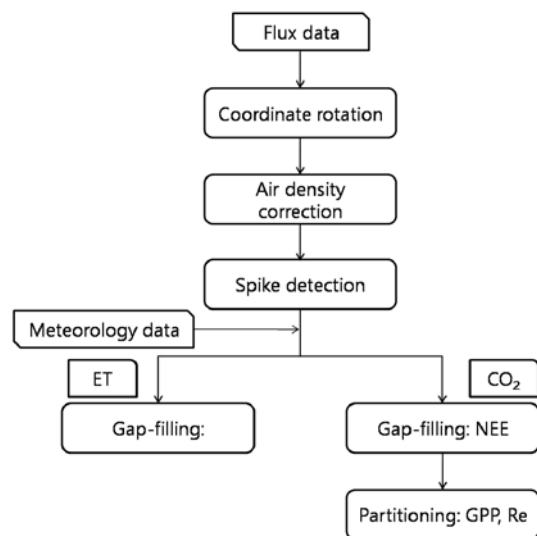 Flux data
Coordinate rotation
Air density
correction
Spike detection
Meteorology data
ET
CO₂
Gap-filling:
Gap-filling: NEE
Partitioning: GPP, Re